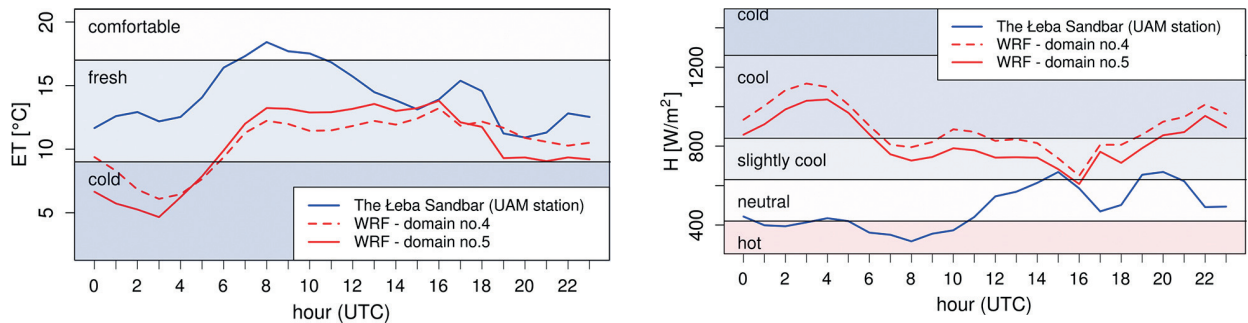 20
15
10
5
ET [°C]
comfortable
fresh
cold
The Łeba Sandbar (UAM station)
WRF - domain no.4
WRF - domain no.5
0 2 4 6 8 10 12 14 16 18 20 22
hour (UTC)
1200
800
400
H [W/m²]
cold
cool
slightly cool
neutral
hot
The Łeba Sandbar (UAM station)
WRF - domain no.4
WRF - domain no.5
0 2 4 6 8 10 12 14 16 18 20 22
hour (UTC)